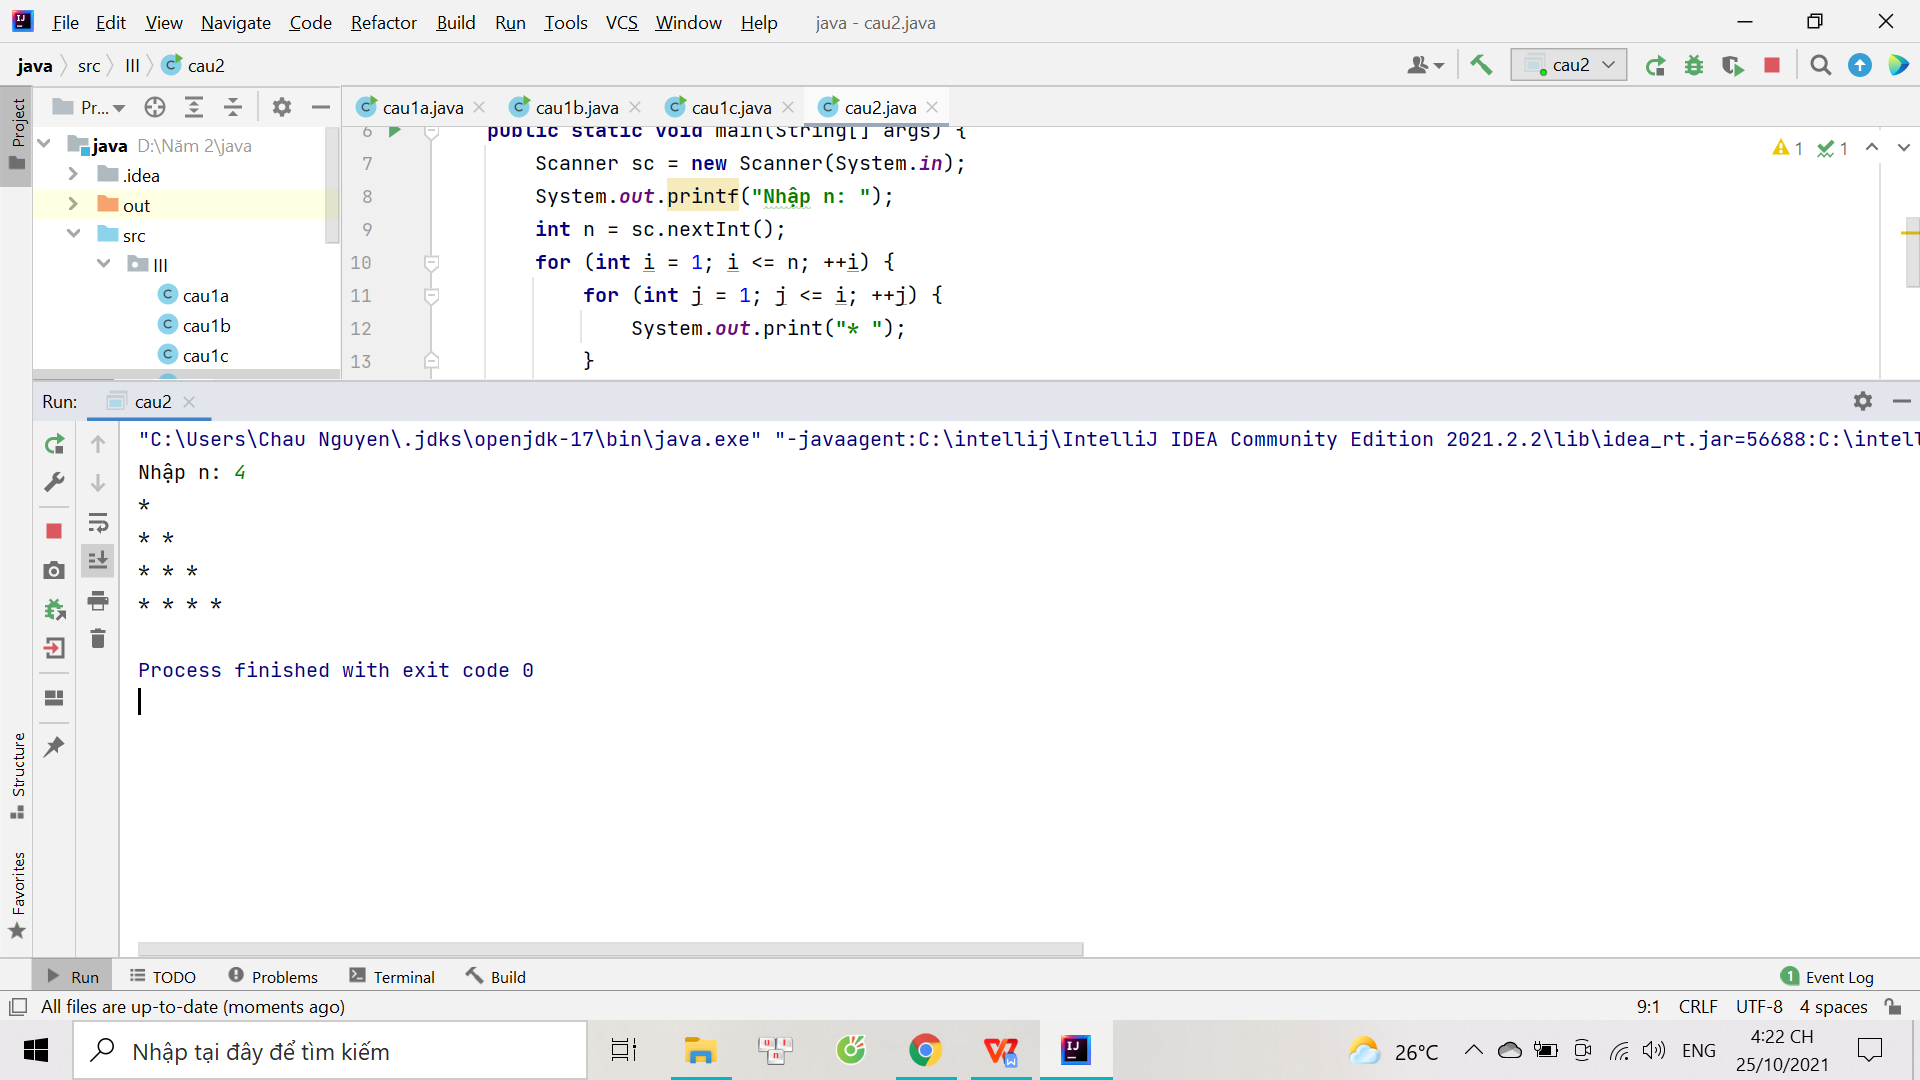 File Edit View Navigate Code Refactor Build Run Tools VCS Window Help java - cau2.java
java src III cau2
cau2
Project
Pr...
cau1a.java cau1b.java cau1c.java cau2.java
java D:\Năm 2\java
.idea
out
src
III
cau1a
cau1b
cau1c
6 public static void main(String[] args) {
7 Scanner sc = new Scanner(System.in);
8 System.out.printf("Nhập n: ");
9 int n = sc.nextInt();
10 for (int i = 1; i <= n; ++i) {
11 for (int j = 1; j <= i; ++j) {
12 System.out.print("* ");
13 }
1 1
Run: cau2
"C:\Users\Chau Nguyen\.jdks\openjdk-17\bin\java.exe" "-javaagent:C:\intellij\IntelliJ IDEA Community Edition 2021.2.2\lib\idea_rt.jar=56688:C:\intell
Nhập n: 4
*
* *
* * *
* * * *
Process finished with exit code 0
Structure
Favorites
Run TODO Problems Terminal Build 1 Event Log
All files are up-to-date (moments ago) 9:1 CRLF UTF-8 4 spaces
Nhập tại đây để tìm kiếm
26°C ENG
4:22 CH
25/10/2021